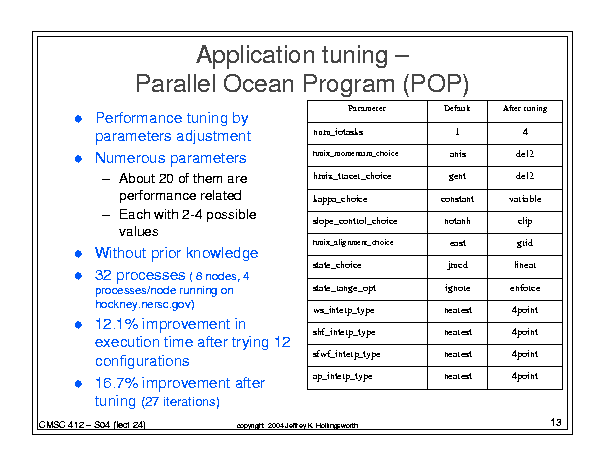 Application tuning –
Parallel Ocean Program (POP)
Performance tuning by
parameters adjustment
Numerous parameters
– About 20 of them are
performance related
– Each with 2-4 possible
values
Without prior knowledge
32 processes ( 8 nodes, 4
processes/node running on
hockney.nersc.gov)
12.1% improvement in
execution time after trying 12
configurations
16.7% improvement after
tuning (27 iterations)
Parameter Default After tuning
num_iotasks 1 4
hmix_momentum_choice anis del2
hmix_tracer_choice gent del2
kappa_choice constant variable
slope_control_choice notanh clip
hmix_alignment_choice east grid
state_choice jmcd linear
state_range_opt ignore enforce
ws_interp_type nearest 4point
shf_interp_type nearest 4point
sfwf_interp_type nearest 4point
ap_interp_type nearest 4point
CMSC 412 – S04 (lect 24)
copyright 2004 Jeffrey K. Hollingsworth
13